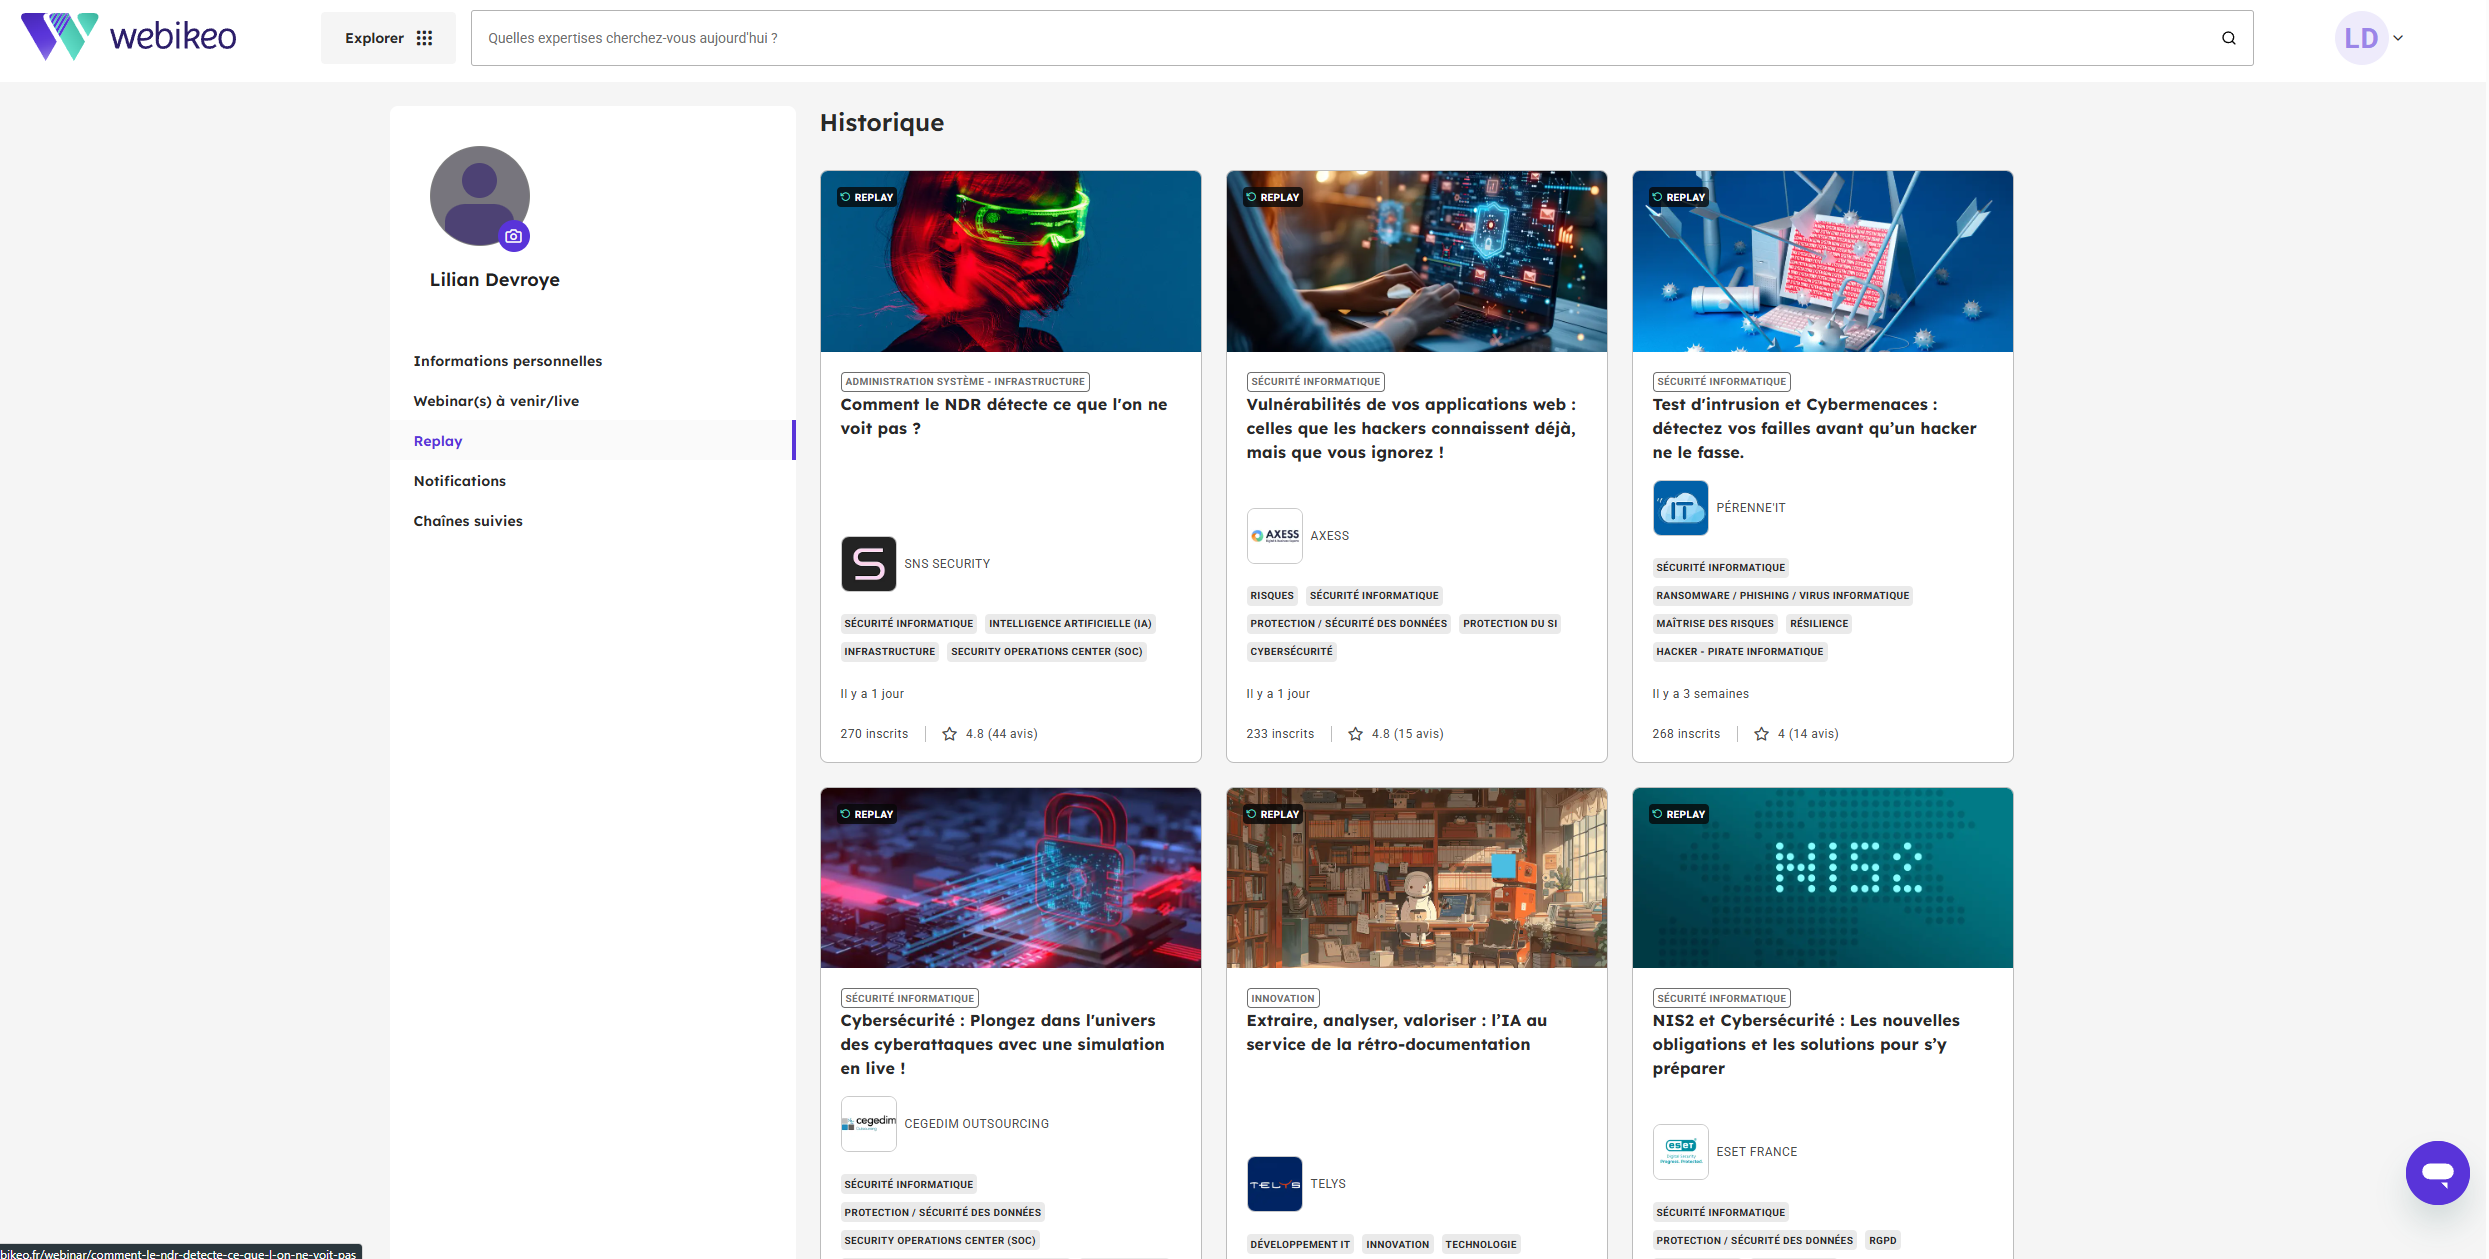 webikeo
Explorer
Quelles expertises cherchez-vous aujourd'hui ?
LD
Lilian Devroye
Informations personnelles
Webinar(s) à venir/live
Replay
Notifications
Chaînes suivies
Historique
REPLAY
ADMINISTRATION SYSTÈME - INFRASTRUCTURE
Comment le NDR détecte ce que l'on ne
voit pas ?
SNS SECURITY
SÉCURITÉ INFORMATIQUE
INTELLIGENCE ARTIFICIELLE (IA)
INFRASTRUCTURE
SECURITY OPERATIONS CENTER (SOC)
Il y a 1 jour
270 inscrits
4.8 (44 avis)
REPLAY
SÉCURITÉ INFORMATIQUE
Vulnérabilités de vos applications web :
celles que les hackers connaissent déjà,
mais que vous ignorez !
AXESS
AXESS
RISQUES
SÉCURITÉ INFORMATIQUE
PROTECTION / SÉCURITÉ DES DONNÉES
PROTECTION DU SI
CYBERSÉCURITÉ
Il y a 1 jour
233 inscrits
4.8 (15 avis)
REPLAY
SÉCURITÉ INFORMATIQUE
Test d'intrusion et Cybermenaces :
détectez vos failles avant qu’un hacker
ne le fasse.
IT
PÉRENNE'IT
SÉCURITÉ INFORMATIQUE
RANSOMWARE / PHISHING / VIRUS INFORMATIQUE
MAÎTRISE DES RISQUES
RÉSILIENCE
HACKER - PIRATE INFORMATIQUE
Il y a 3 semaines
268 inscrits
4 (14 avis)
REPLAY
SÉCURITÉ INFORMATIQUE
Cybersécurité : Plongez dans l'univers
des cyberattaques avec une simulation
en live !
cegedim
CEGEDIM OUTSOURCING
SÉCURITÉ INFORMATIQUE
PROTECTION / SÉCURITÉ DES DONNÉES
SECURITY OPERATIONS CENTER (SOC)
REPLAY
INNOVATION
Extraire, analyser, valoriser : l’IA au
service de la rétro-documentation
TELYS
TELYS
DÉVELOPPEMENT IT
INNOVATION
TECHNOLOGIE
REPLAY
NIS2
SÉCURITÉ INFORMATIQUE
NIS2 et Cybersécurité : Les nouvelles
obligations et les solutions pour s’y
préparer
eset
Digital Security
Progress. Protected.
ESET FRANCE
SÉCURITÉ INFORMATIQUE
PROTECTION / SÉCURITÉ DES DONNÉES
RGPD
bikeo.fr/webinar/comment-le-ndr-detecte-ce-que-l-on-ne-voit-pas